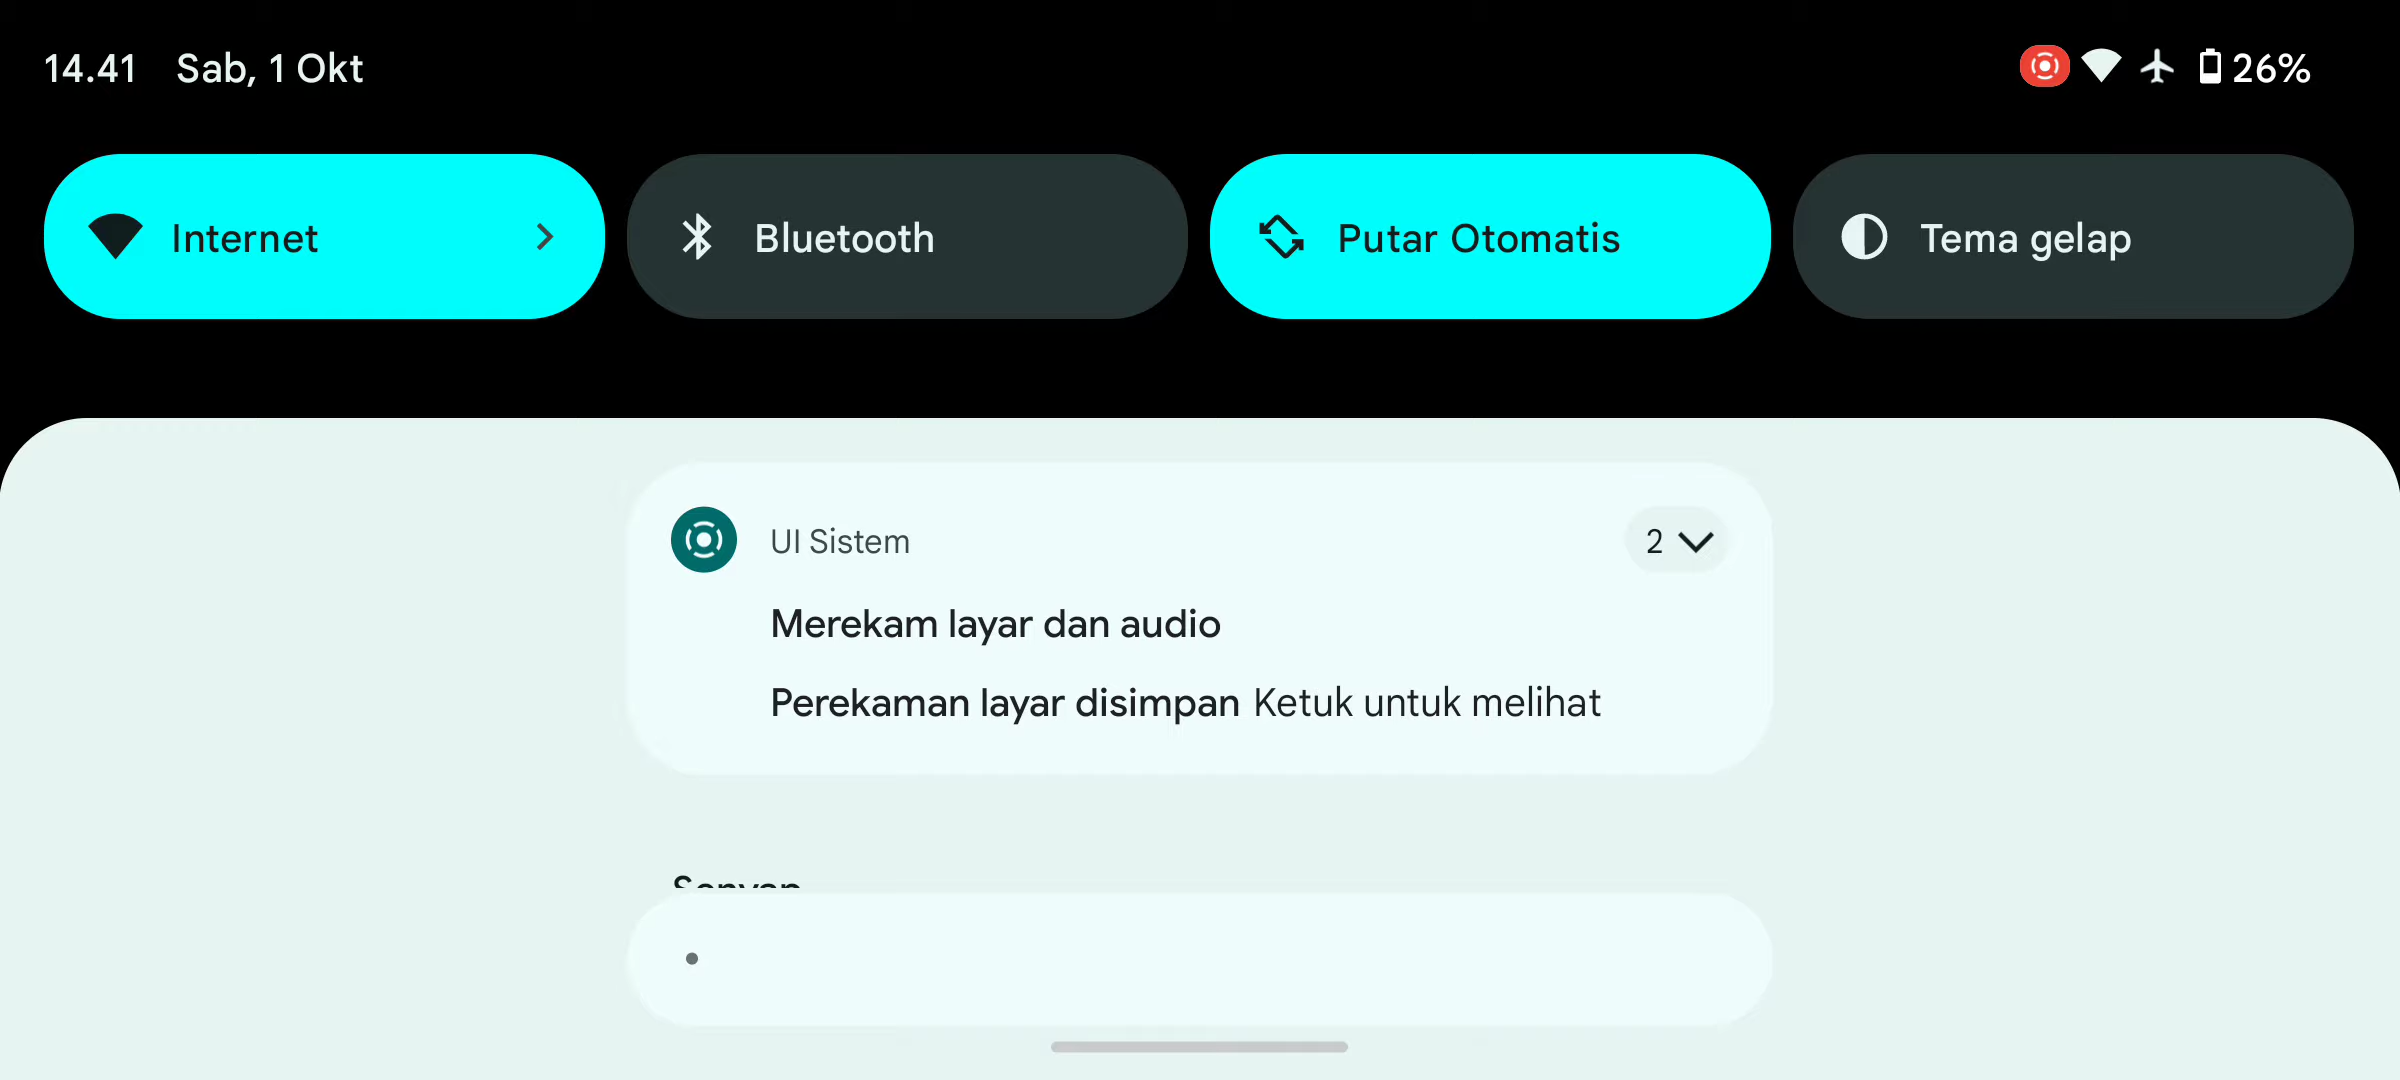 14.41 Sab, 1 Okt 26%
Internet Bluetooth Putar Otomatis Tema gelap
UI Sistem 2
Merekam layar dan audio
Perekaman layar disimpan Ketuk untuk melihat
Senyap